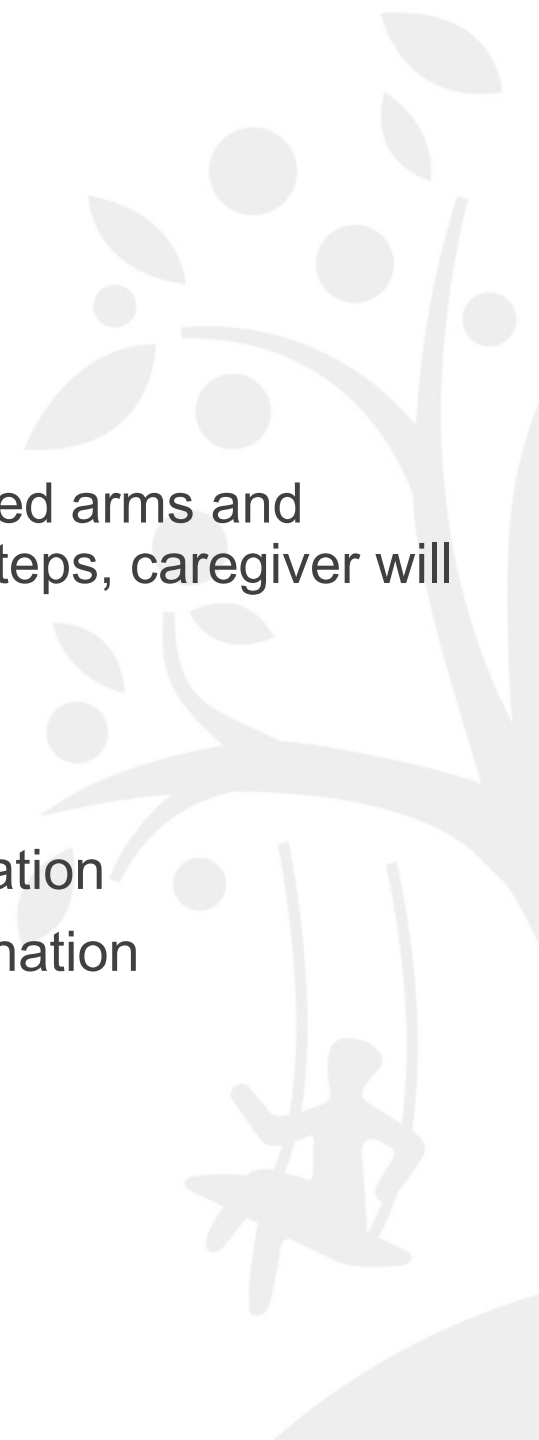 ed arms and
teps, caregiver will
ation
nation